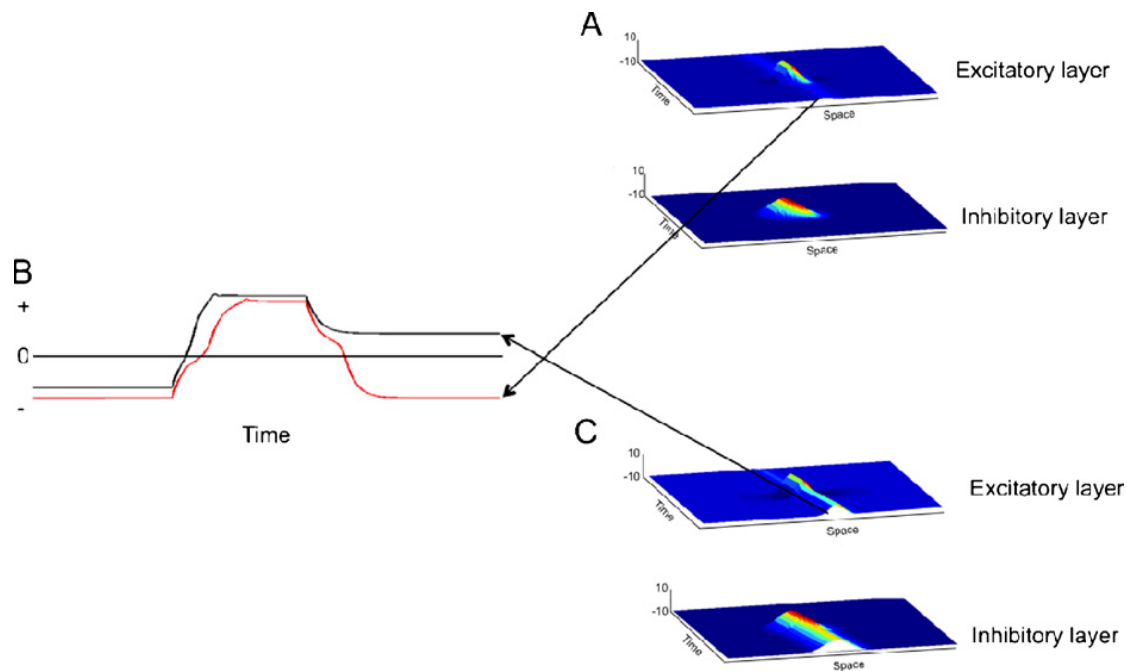 A
10
-10
Excitatory layer
Time
Space
10
-10
Inhibitory layer
Time
Space
B
+
0
-
Time
C
10
-10
Excitatory layer
Time
Space
10
-10
Inhibitory layer
Time
Space